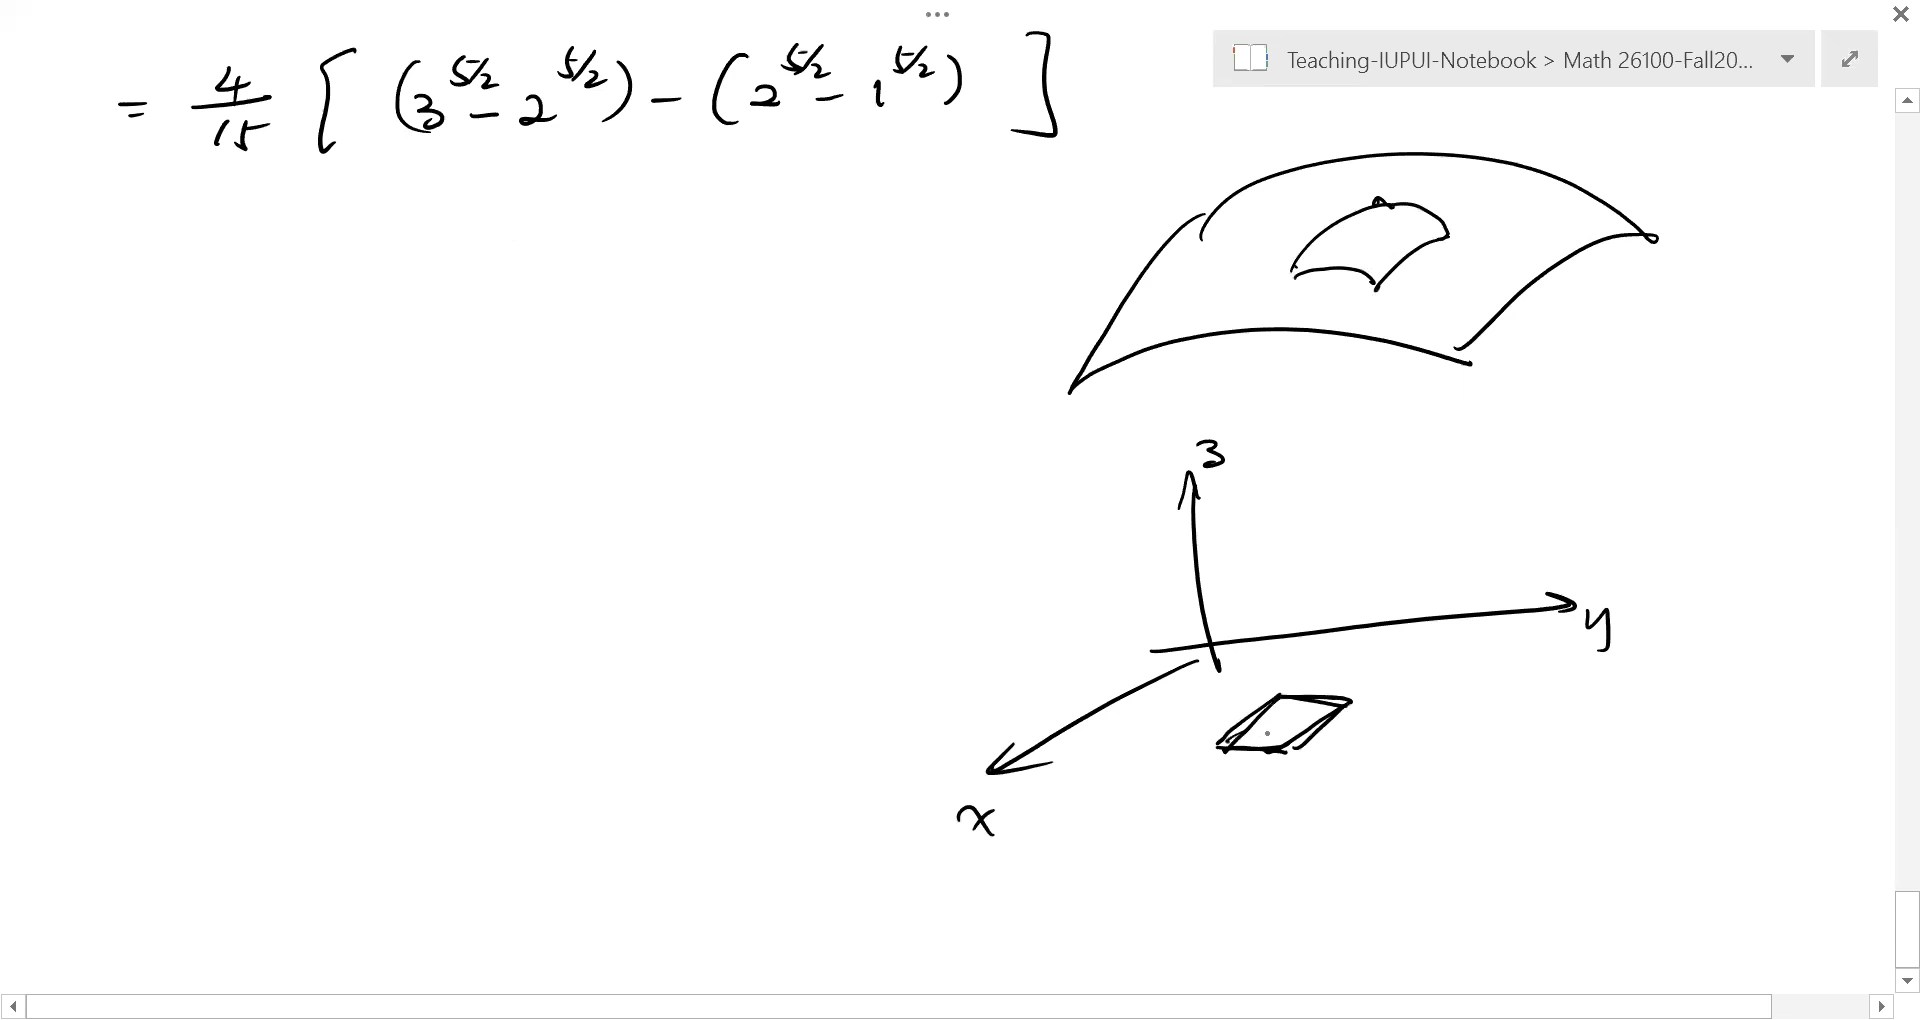 = 4/15 [ (3^5/2 - 2^5/2) - (2^5/2 - 1^5/2) ]
Teaching-IUPUI-Notebook > Math 26100-Fall20...
z
y
x